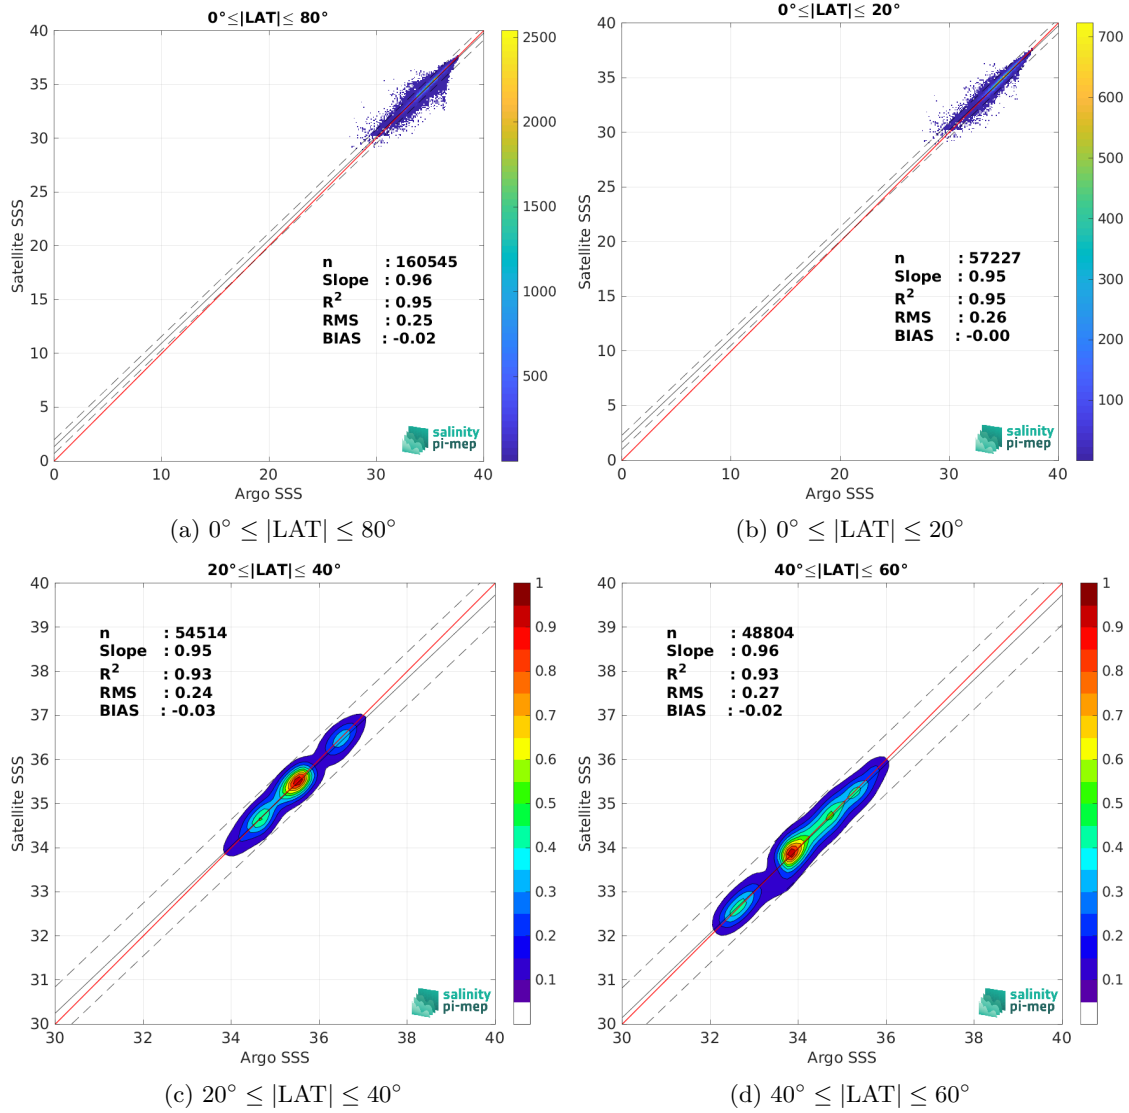 0°≤|LAT|≤ 80°
40
35
30
25
20
15
10
5
0
0
10
20
30
40
Satellite SSS
Argo SSS
n : 160545
Slope : 0.96
R² : 0.95
RMS : 0.25
BIAS : -0.02
salinity
pi-mep
2500
2000
1500
1000
500
(a) 0° ≤ |LAT| ≤ 80°
0°≤|LAT|≤ 20°
40
35
30
25
20
15
10
5
0
0
10
20
30
40
Satellite SSS
Argo SSS
n : 57227
Slope : 0.95
R² : 0.95
RMS : 0.26
BIAS : -0.00
salinity
pi-mep
700
600
500
400
300
200
100
(b) 0° ≤ |LAT| ≤ 20°
20°≤|LAT|≤ 40°
40
39
38
37
36
35
34
33
32
31
30
30
32
34
36
38
40
Satellite SSS
Argo SSS
n : 54514
Slope : 0.95
R² : 0.93
RMS : 0.24
BIAS : -0.03
salinity
pi-mep
1
0.9
0.8
0.7
0.6
0.5
0.4
0.3
0.2
0.1
(c) 20° ≤ |LAT| ≤ 40°
40°≤|LAT|≤ 60°
40
39
38
37
36
35
34
33
32
31
30
30
32
34
36
38
40
Satellite SSS
Argo SSS
n : 48804
Slope : 0.96
R² : 0.93
RMS : 0.27
BIAS : -0.02
salinity
pi-mep
1
0.9
0.8
0.7
0.6
0.5
0.4
0.3
0.2
0.1
(d) 40° ≤ |LAT| ≤ 60°